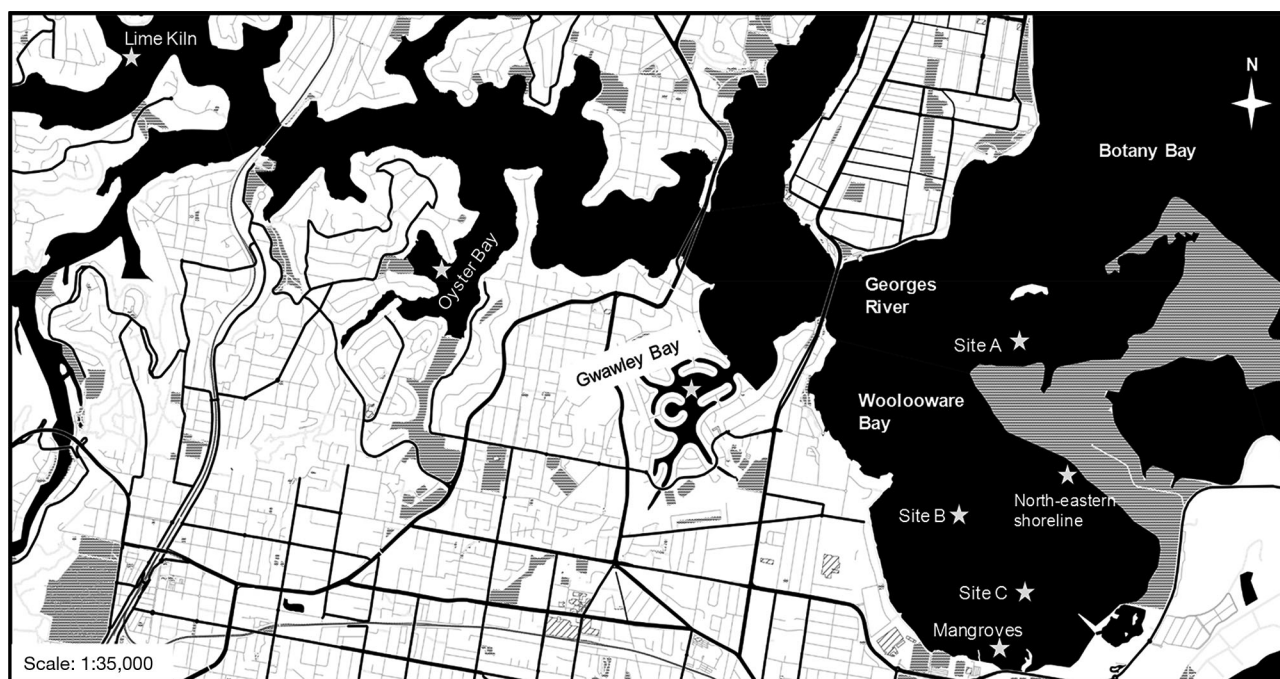 Lime Kiln
N
Botany Bay
Oyster Bay
Georges
River
Site A
Gwawley Bay
Woolooware
Bay
North-eastern
shoreline
Site B
Site C
Mangroves
Scale: 1:35,000